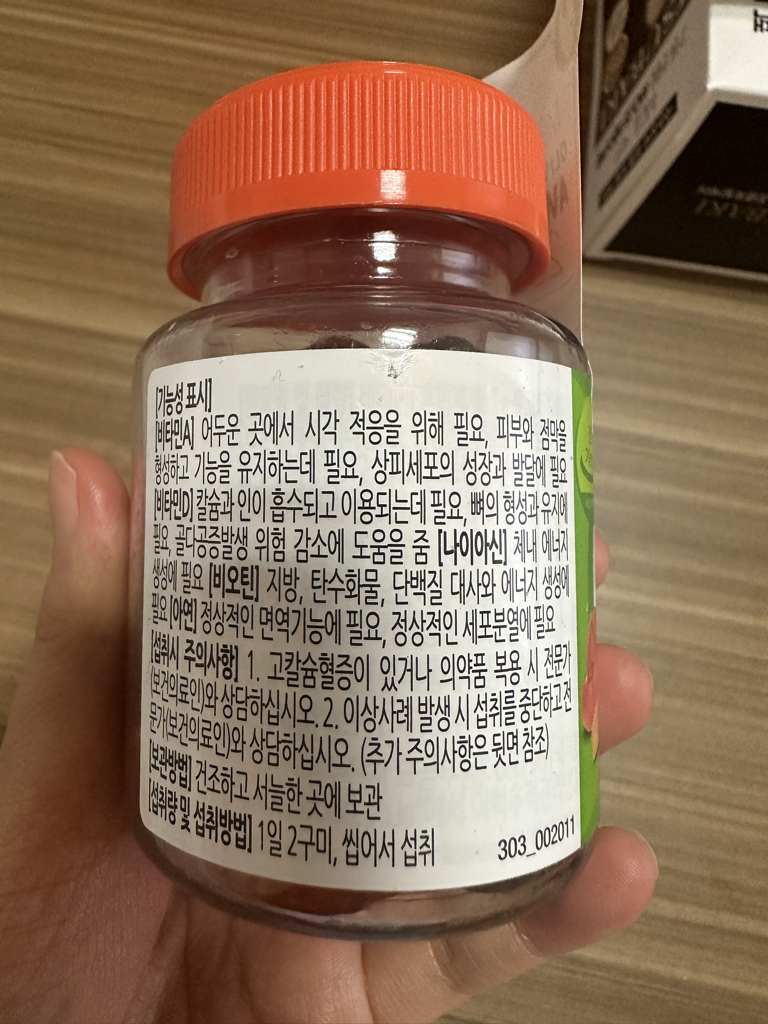 [기능성 표시]
[비타민A] 어두운 곳에서 시각 적응을 위해 필요, 피부와 점막을
형성하고 기능을 유지하는데 필요, 상피세포의 성장과 발달에 필요
[비타민D] 칼슘과 인이 흡수되고 이용되는데 필요, 뼈의 형성과 유지에
필요, 골다공증발생 위험 감소에 도움을 줌 [나이아신] 체내 에너지
생성에 필요 [비오틴] 지방, 탄수화물, 단백질 대사와 에너지 생성에
필요 [아연] 정상적인 면역기능에 필요, 정상적인 세포분열에 필요
[섭취시 주의사항] 1. 고칼슘혈증이 있거나 의약품 복용 시 전문가
(보건의료인)와 상담하십시오. 2. 이상사례 발생 시 섭취를 중단하고 전
문가(보건의료인)와 상담하십시오. (추가 주의사항은 뒷면 참조)
[보관방법] 건조하고 서늘한 곳에 보관
[섭취량 및 섭취방법] 1일 2구미, 씹어서 섭취
303_002011